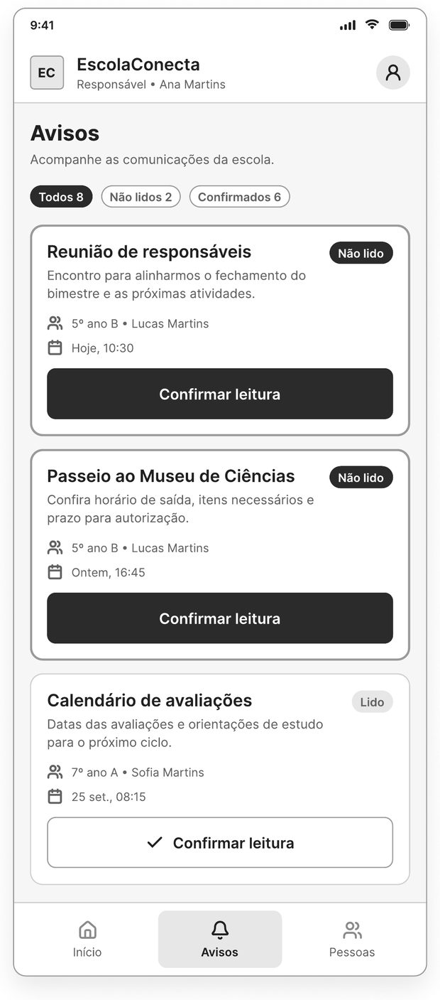 9:41
EC
EscolaConecta
Responsável • Ana Martins
Avisos
Acompanhe as comunicações da escola.
Todos 8
Não lidos 2
Confirmados 6
Reunião de responsáveis
Não lido
Encontro para alinharmos o fechamento do
bimestre e as próximas atividades.
5º ano B • Lucas Martins
Hoje, 10:30
Confirmar leitura
Passeio ao Museu de Ciências
Não lido
Confira horário de saída, itens necessários e
prazo para autorização.
5º ano B • Lucas Martins
Ontem, 16:45
Confirmar leitura
Calendário de avaliações
Lido
Datas das avaliações e orientações de estudo
para o próximo ciclo.
7º ano A • Sofia Martins
25 set., 08:15
Confirmar leitura
Início
Avisos
Pessoas